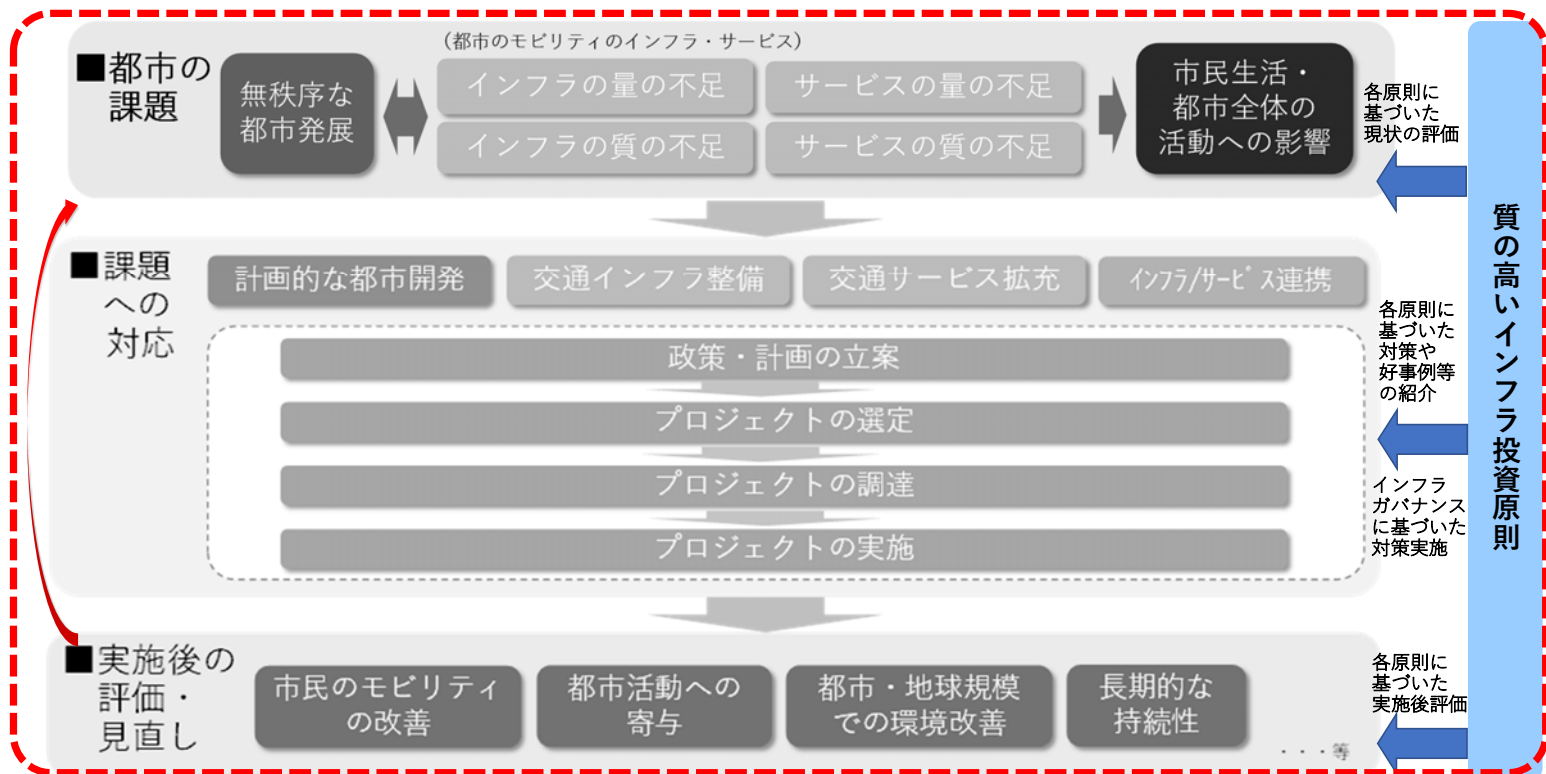 ■都市の
課題
(都市のモビリティのインフラ・サービス)
無秩序な
都市発展
インフラの量の不足
サービスの量の不足
インフラの質の不足
サービスの質の不足
市民生活・
都市全体の
活動への影響
各原則に
基づいた
現状の評価
■課題
への
対応
計画的な都市開発
交通インフラ整備
交通サービス拡充
インフラ/サービス連携
政策・計画の立案
プロジェクトの選定
プロジェクトの調達
プロジェクトの実施
各原則に
基づいた
対策や
好事例等
の紹介
インフラ
ガバナンス
に基づいた
対策実施
■実施後の
評価・
見直し
市民のモビリティ
の改善
都市活動への
寄与
都市・地球規模
での環境改善
長期的な
持続性
・・・等
各原則に
基づいた
実施後評価
質の高いインフラ投資原則